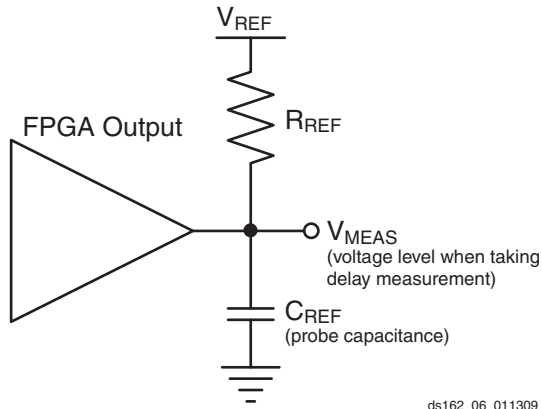 VREF
FPGA Output
RREF
VMEAS
(voltage level when taking
delay measurement)
CREF
(probe capacitance)
ds162_06_011309